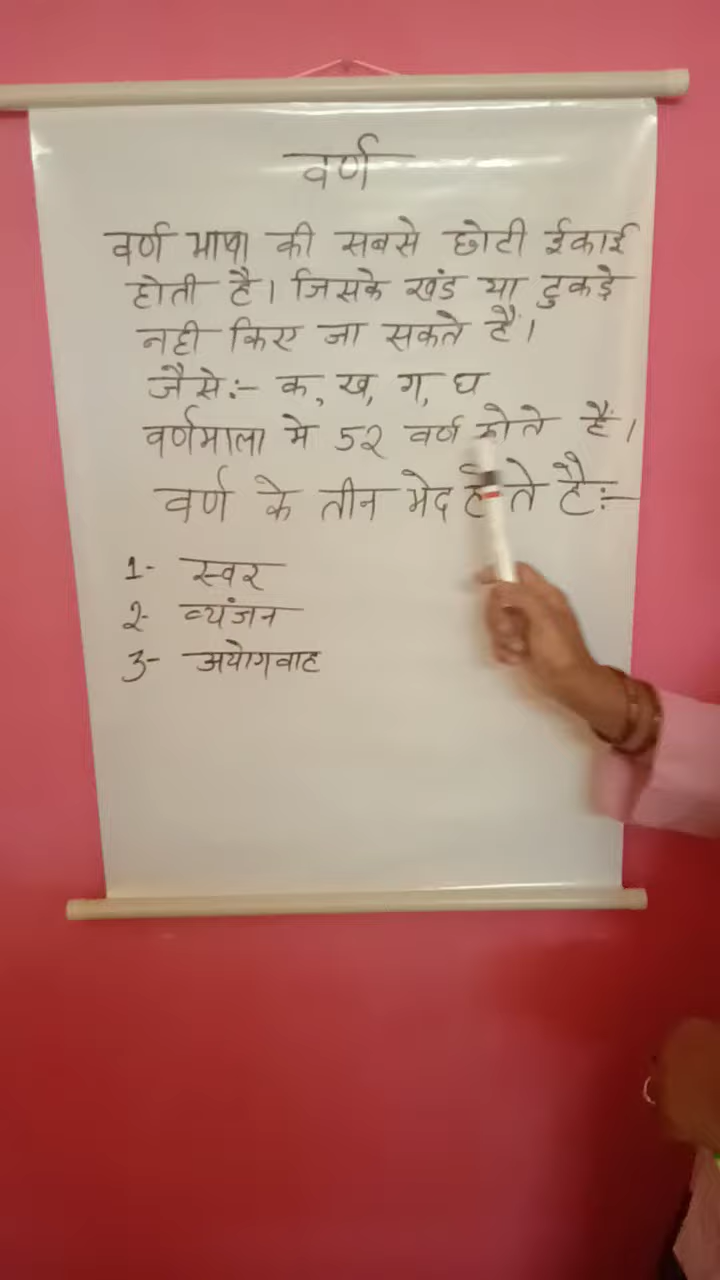 वर्ण
वर्ण भाषा की सबसे छोटी ईकाई
होती है। जिसके खंड या टुकड़े
नही किए जा सकते हैं।
जैसे:- क, ख, ग, घ
वर्णमाला मे 52 वर्ण होते हैं।
वर्ण के तीन भेद होते है:-
1- स्वर
2- व्यंजन
3- अयोगवाह